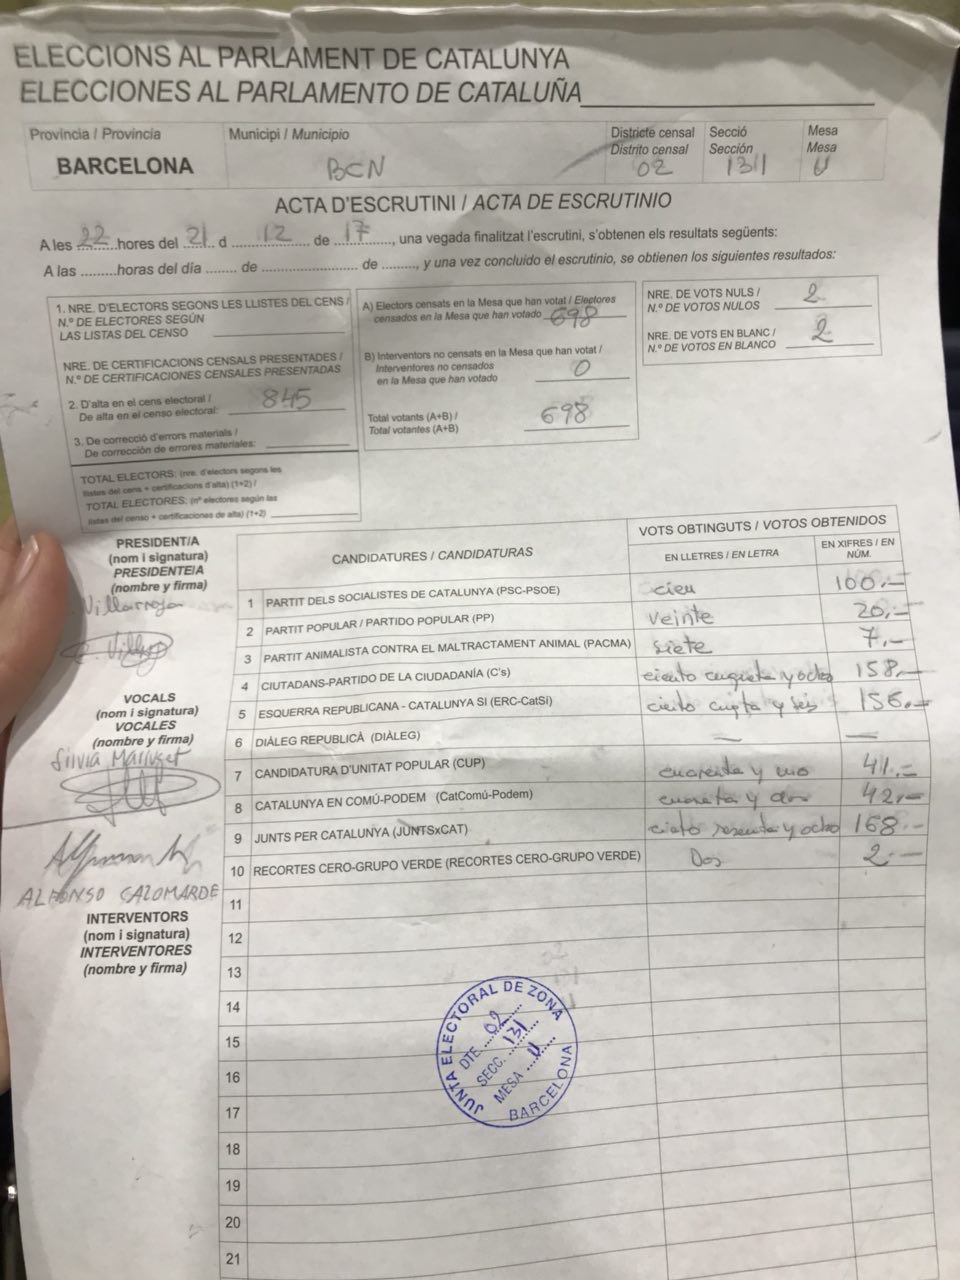 ELECCIONS AL PARLAMENT DE CATALUNYA
ELECCIONES AL PARLAMENTO DE CATALUÑA
Provincia / Provincia
BARCELONA
Municipi / Municipio
BCN
Districte censal
Distrito censal
02
Secció
Sección
131
Mesa
Mesa
U
ACTA D'ESCRUTINI / ACTA DE ESCRUTINIO
A les 22 hores del 21 d 12 de 17, una vegada finalitzat l'escrutini, s'obtenen els resultats següents:
A las ......... horas del día ........ de ........................ de ........, y una vez concluido el escrutinio, se obtienen los siguientes resultados:
1. NRE. D'ELECTORS SEGONS LES LLISTES DEL CENS /
N.º DE ELECTORES SEGÚN
LAS LISTAS DEL CENSO
NRE. DE CERTIFICACIONS CENSALS PRESENTADES /
N.º DE CERTIFICACIONES CENSALES PRESENTADAS
2. D'alta en el cens electoral /
De alta en el censo electoral: 845
3. De correcció d'errors materials /
De corrección de errores materiales:
TOTAL ELECTORS: (nre. d'electors segons les
llistes del cens + certificacions d'alta) (1+2) /
TOTAL ELECTORES: (nº electores según las
listas del censo + certificaciones de alta) (1+2)
A) Electors censats en la Mesa que han votat / Electores
censados en la Mesa que han votado 698
B) Interventors no censats en la Mesa que han votat /
Interventores no censados
en la Mesa que han votado 0
Total votants (A+B) /
Total votantes (A+B) 698
NRE. DE VOTS NULS /
N.º DE VOTOS NULOS 2
NRE. DE VOTS EN BLANC /
N.º DE VOTOS EN BLANCO 2
PRESIDENT/A
(nom i signatura)
PRESIDENTE/A
(nombre y firma)
Villarroja
VOCALS
(nom i signatura)
VOCALES
(nombre y firma)
Silvia
ALFONSO CALOMARDE
INTERVENTORS
(nom i signatura)
INTERVENTORES
(nombre y firma)
CANDIDATURES / CANDIDATURAS
VOTS OBTINGUTS / VOTOS OBTENIDOS
EN LLETRES / EN LETRA
EN XIFRES / EN NÚM.
1 PARTIT DELS SOCIALISTES DE CATALUNYA (PSC-PSOE) cien 100.-
2 PARTIT POPULAR / PARTIDO POPULAR (PP) veinte 20,-
3 PARTIT ANIMALISTA CONTRA EL MALTRACTAMENT ANIMAL (PACMA) siete 7,-
4 CIUTADANS-PARTIDO DE LA CIUDADANÍA (C's) ciento y ocho 158.-
5 ESQUERRA REPUBLICANA - CATALUNYA SI (ERC-CatSí) ciento y seis 156.-
6 DIÀLEG REPUBLICÀ (DIÀLEG) — —
7 CANDIDATURA D'UNITAT POPULAR (CUP) cuarenta y uno 41.-
8 CATALUNYA EN COMÚ-PODEM (CatComú-Podem) y dos 42.-
9 JUNTS PER CATALUNYA (JUNTSxCAT) y ocho 168.-
10 RECORTES CERO-GRUPO VERDE (RECORTES CERO-GRUPO VERDE) Dos 2.-
11
12
13
14
15
16
17
18
19
20
21
JUNTA ELECTORAL DE ZONA
DTE. 02
SECC. 131
MESA U
BARCELONA